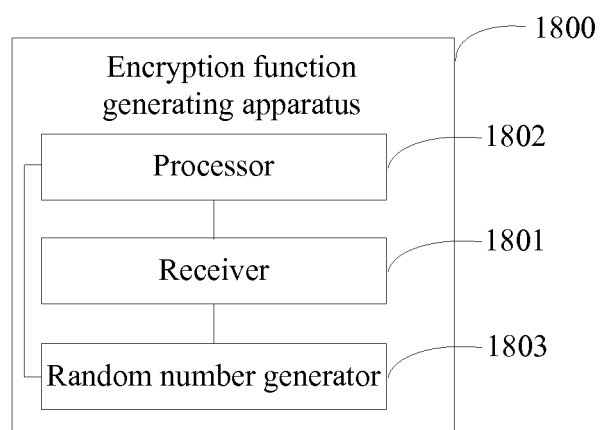 1800
Encryption function
generating apparatus
1802
Processor
1801
Receiver
1803
Random number generator